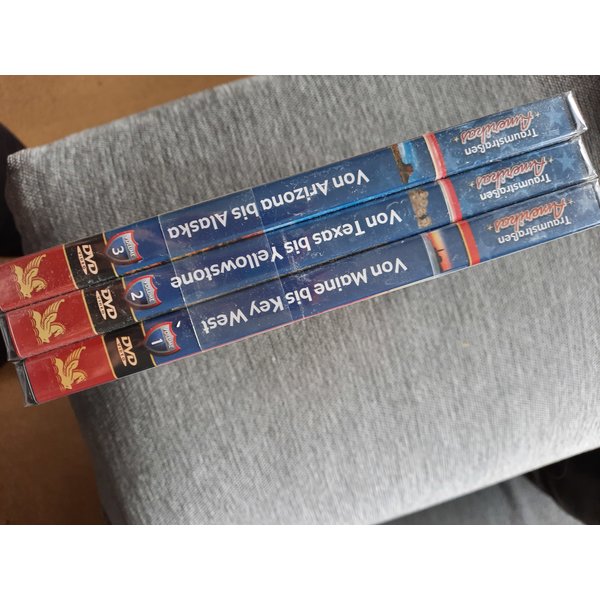 Traumstraßen
Amerikas
Von Maine bis Key West
1
DVD
Traumstraßen
Amerikas
Von Texas bis Yellowstone
2
DVD
Traumstraßen
Amerikas
Von Arizona bis Alaska
3
DVD